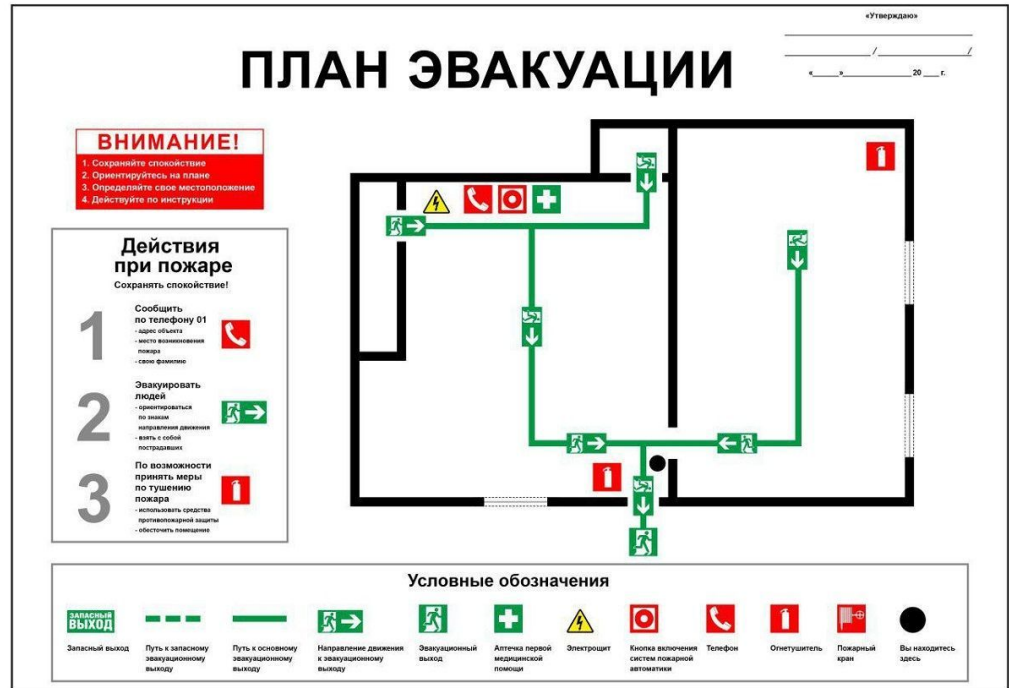 «Утверждаю»
/ /
«___»___ 20 __ г.
ПЛАН ЭВАКУАЦИИ
ВНИМАНИЕ!
1. Сохраняйте спокойствие
2. Ориентируйтесь на плане
3. Определяйте свое местоположение
4. Действуйте по инструкции
Действия
при пожаре
Сохранять спокойствие!
1
Сообщить
по телефону 01
- адрес объекта
- место возникновения
пожара
- свою фамилию
2
Эвакуировать
людей
- ориентироваться
по знакам
направления движения
- взять с собой
пострадавших
3
По возможности
принять меры
по тушению
пожара
- использовать средства
противопожарной защиты
- обесточить помещение
Условные обозначения
ЗАПАСНЫЙ
ВЫХОД
Запасный выход
Путь к запасному
эвакуационному
выходу
Путь к основному
эвакуационному
выходу
Направление движения
к эвакуационному
выходу
Эвакуационный
выход
Аптечка первой
медицинской
помощи
Электрощит
Кнопка включения
систем пожарной
автоматики
Телефон
Огнетушитель
Пожарный
кран
Вы находитесь
здесь